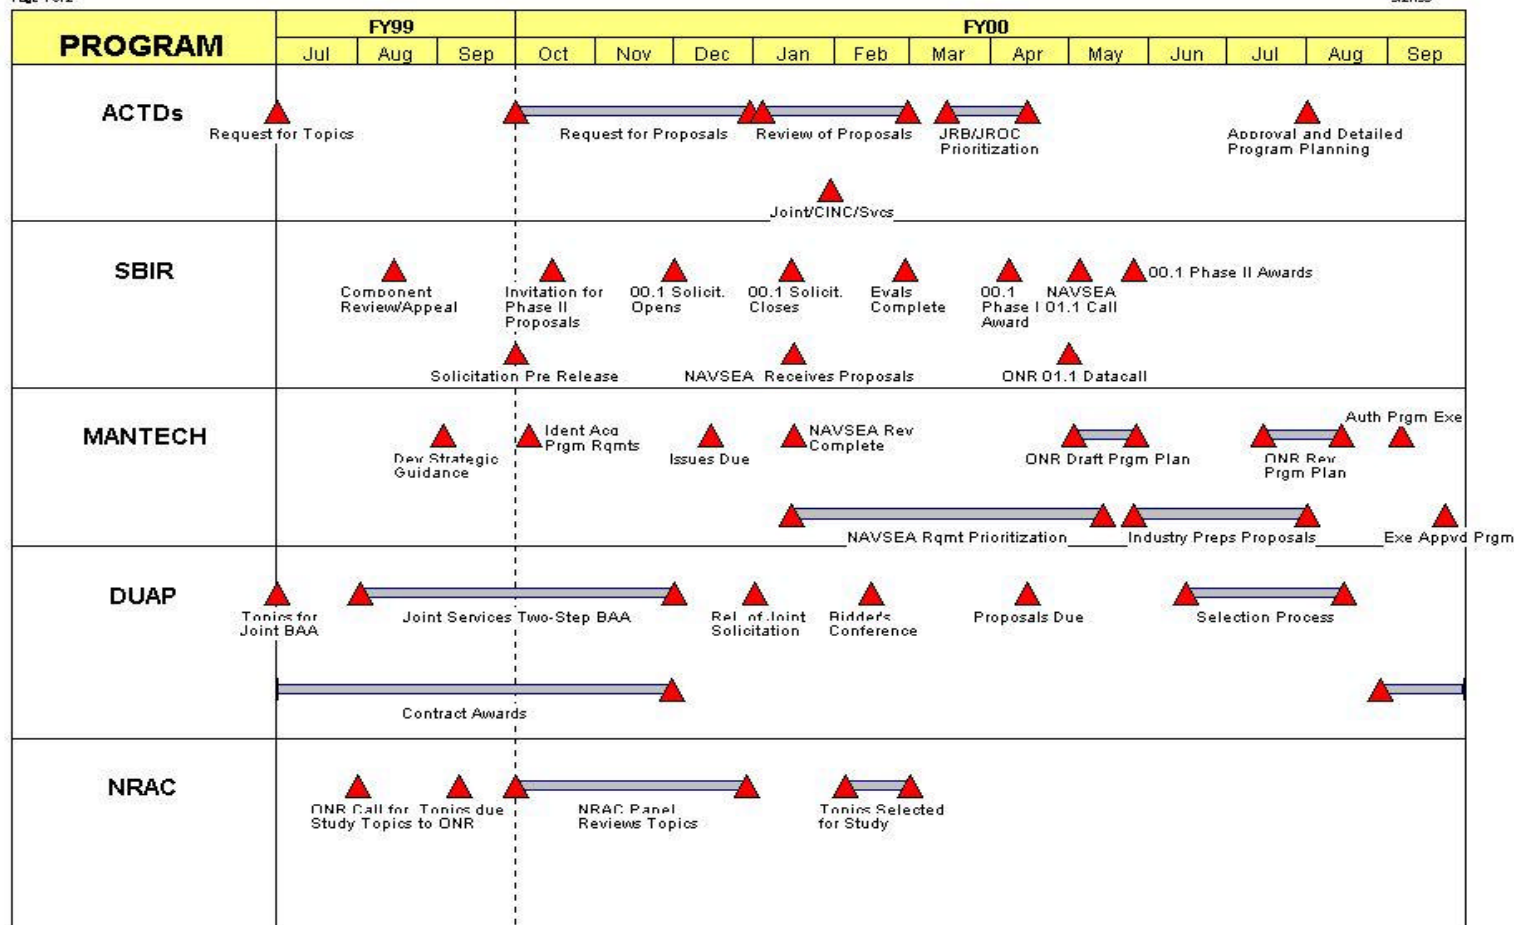 PROGRAM
FY99
FY00
Jul Aug Sep Oct Nov Dec Jan Feb Mar Apr May Jun Jul Aug Sep
ACTDs
Request for Topics
Request for Proposals
Review of Proposals
JRB/JROC
Prioritization
Approval and Detailed
Program Planning
Joint/CINC/Svcs
SBIR
Component
Review/Appeal
Invitation for
Phase II
Proposals
00.1 Solicit.
Opens
00.1 Solicit.
Closes
Evals
Complete
00.1
Phase I
Award
NAVSEA
01.1 Call
00.1 Phase II Awards
Solicitation Pre Release
NAVSEA Receives Proposals
ONR 01.1 Datacall
MANTECH
Dev Strategic
Guidance
Ident Acq
Prgm Rqmts
Issues Due
NAVSEA Rev
Complete
ONR Draft Prgm Plan
ONR Rev
Prgm Plan
Auth Prgm Exe
NAVSEA Rqmt Prioritization
Industry Preps Proposals
Exe Appvd Prgm
DUAP
Topics for
Joint BAA
Joint Services Two-Step BAA
Rel. of Joint
Solicitation
Bidder's
Conference
Proposals Due
Selection Process
Contract Awards
NRAC
ONR Call for
Study Topics
Topics due
to ONR
NRAC Panel
Reviews Topics
Topics Selected
for Study